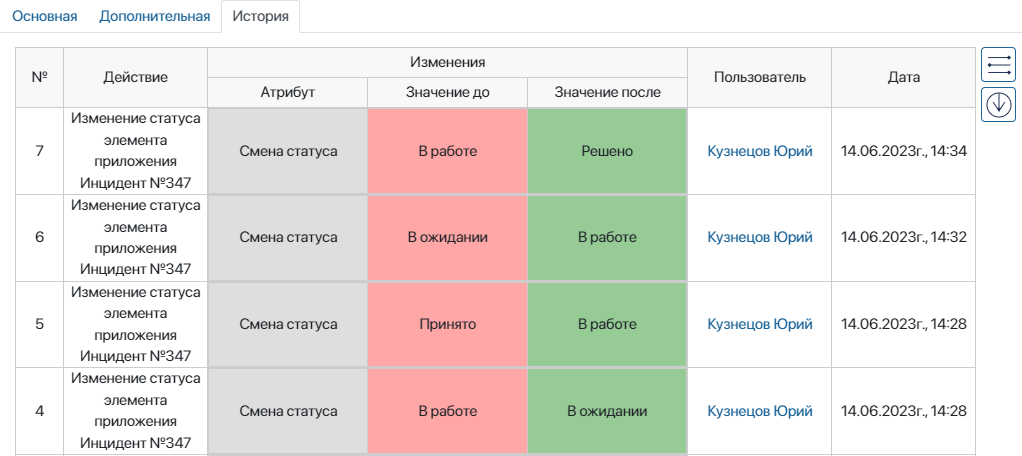 Основная Дополнительная История
№ Действие Изменения Пользователь Дата
Атрибут Значение до Значение после
7 Изменение статуса элемента приложения Инцидент №347 Смена статуса В работе Решено Кузнецов Юрий 14.06.2023г., 14:34
6 Изменение статуса элемента приложения Инцидент №347 Смена статуса В ожидании В работе Кузнецов Юрий 14.06.2023г., 14:32
5 Изменение статуса элемента приложения Инцидент №347 Смена статуса Принято В работе Кузнецов Юрий 14.06.2023г., 14:28
4 Изменение статуса элемента приложения Инцидент №347 Смена статуса В работе В ожидании Кузнецов Юрий 14.06.2023г., 14:28